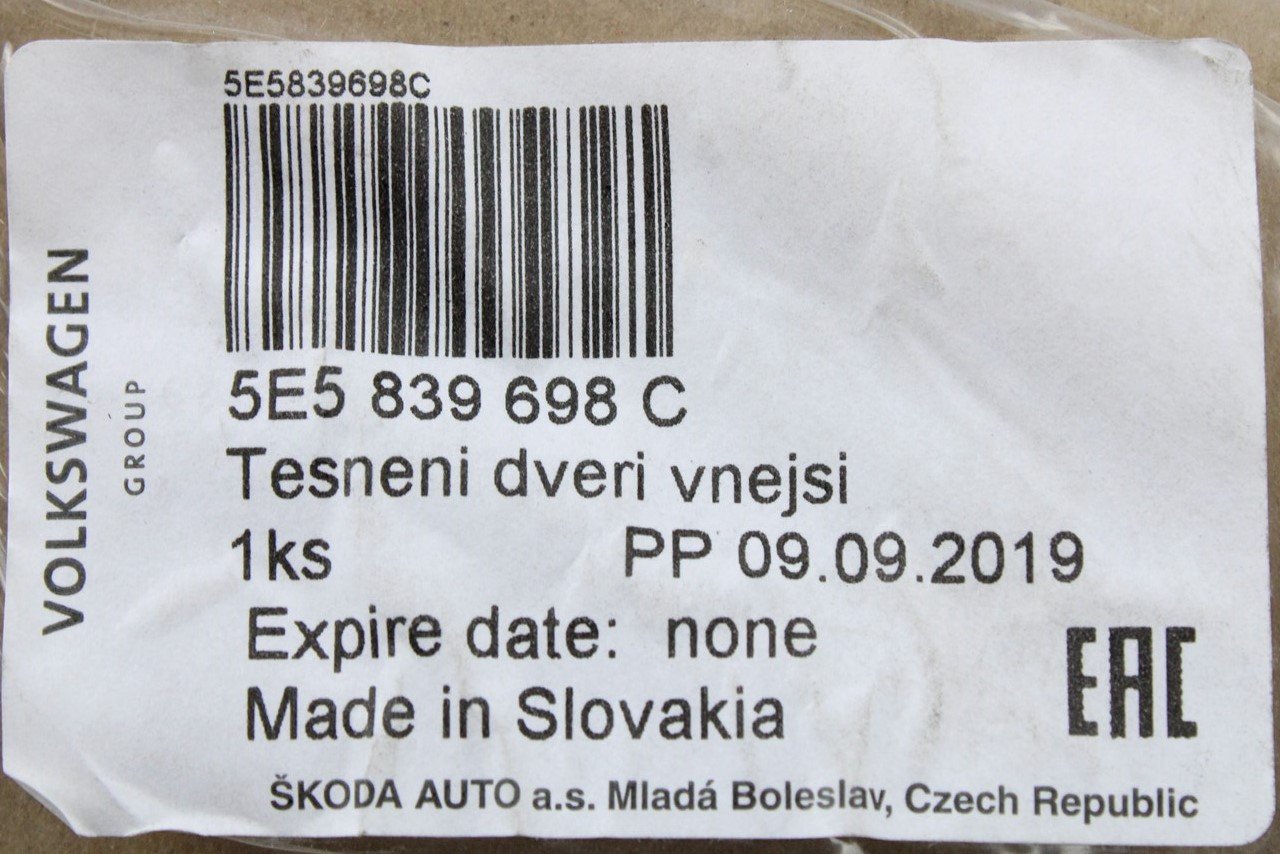 5E5839698C
5E5 839 698 C
Tesneni dveri vnejsi
1ks PP 09.09.2019
Expire date: none
Made in Slovakia
EAC
ŠKODA AUTO a.s. Mladá Boleslav, Czech Republic
VOLKSWAGEN
GROUP